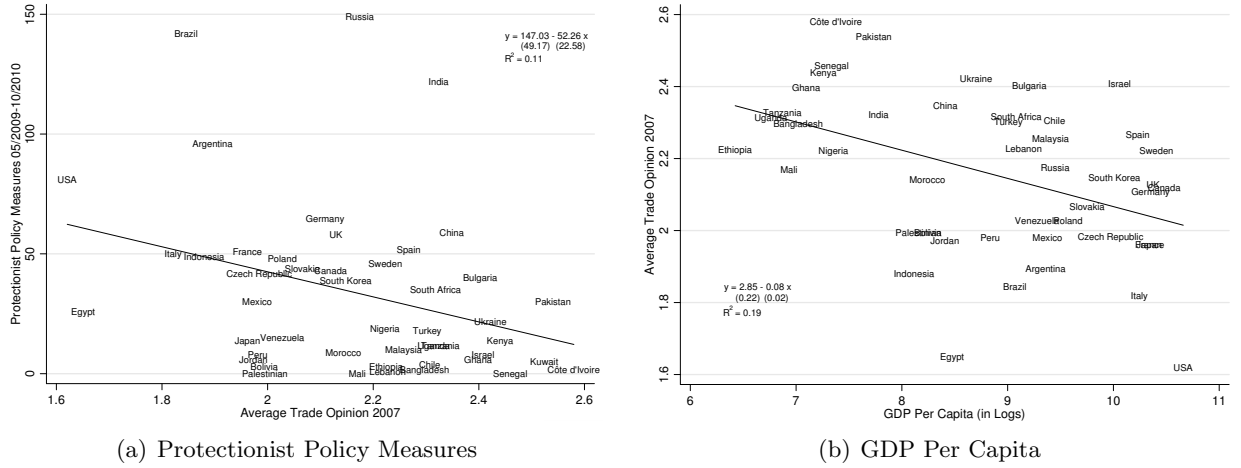 Protectionist Policy Measures 05/2009-10/2010
150
100
50
0
Russia
Brazil
y = 147.03 - 52.26 x
(49.17) (22.58)
R² = 0.11
India
Argentina
USA
Germany
UK
China
Italy
Indonesia
France
Spain
Poland
Czech Republic
Slovakia
Canada
Sweden
South Korea
Bulgaria
South Africa
Mexico
Pakistan
Egypt
Ukraine
Nigeria
Turkey
Japan
Venezuela
Uganda
Tanzania
Kenya
Malaysia
Peru
Morocco
Israel
Jordan
Ghana
Kuwait
Bolivia
Ethiopia
Chile
Palestinian
Mali
Lebanon
Bangladesh
Senegal
Côte d'Ivoire
1.6 1.8 2 2.2 2.4 2.6
Average Trade Opinion 2007
(a) Protectionist Policy Measures
Average Trade Opinion 2007
2.6
2.4
2.2
2
1.8
1.6
Côte d'Ivoire
Pakistan
Senegal
Kenya
Ukraine
Israel
Ghana
Bulgaria
China
Tanzania
Uganda
India
South Africa
Bangladesh
Turkey
Chile
Spain
Malaysia
Ethiopia
Nigeria
Lebanon
Sweden
Mali
Russia
Morocco
South Korea
UK
Canada
Germany
Slovakia
Venezuela
Poland
Palestinian
Bolivia
Jordan
Peru
Mexico
Czech Republic
France
Japan
Indonesia
Argentina
Brazil
Italy
y = 2.85 - 0.08 x
(0.22) (0.02)
R² = 0.19
Egypt
USA
6 7 8 9 10 11
GDP Per Capita (in Logs)
(b) GDP Per Capita